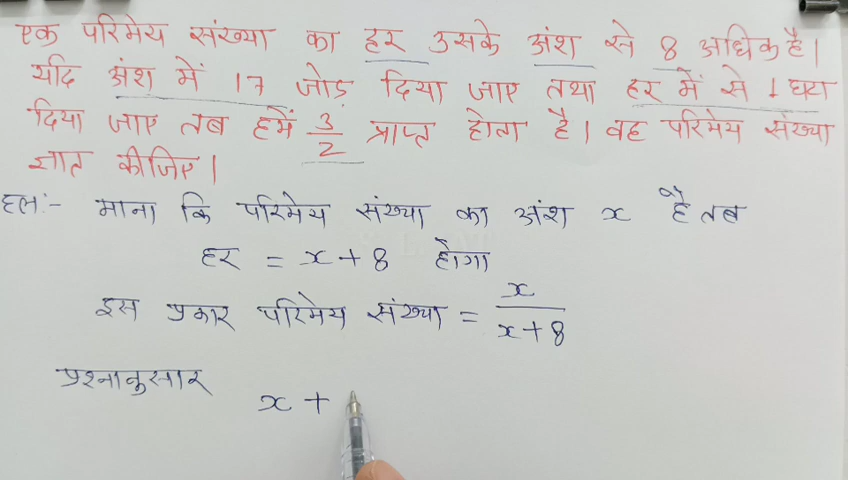 एक परिमेय संख्या का हर उसके अंश से 8 अधिक है।
यदि अंश में 17 जोड़ दिया जाए तथा हर में से 1 घटा
दिया जाए तब हमें 3/2 प्राप्त होता है। वह परिमेय संख्या
ज्ञात कीजिए।
हल:- माना कि परिमेय संख्या का अंश x है तब
हर = x+8 होगा
इस प्रकार परिमेय संख्या = x/x+8
प्रश्नानुसार
x +